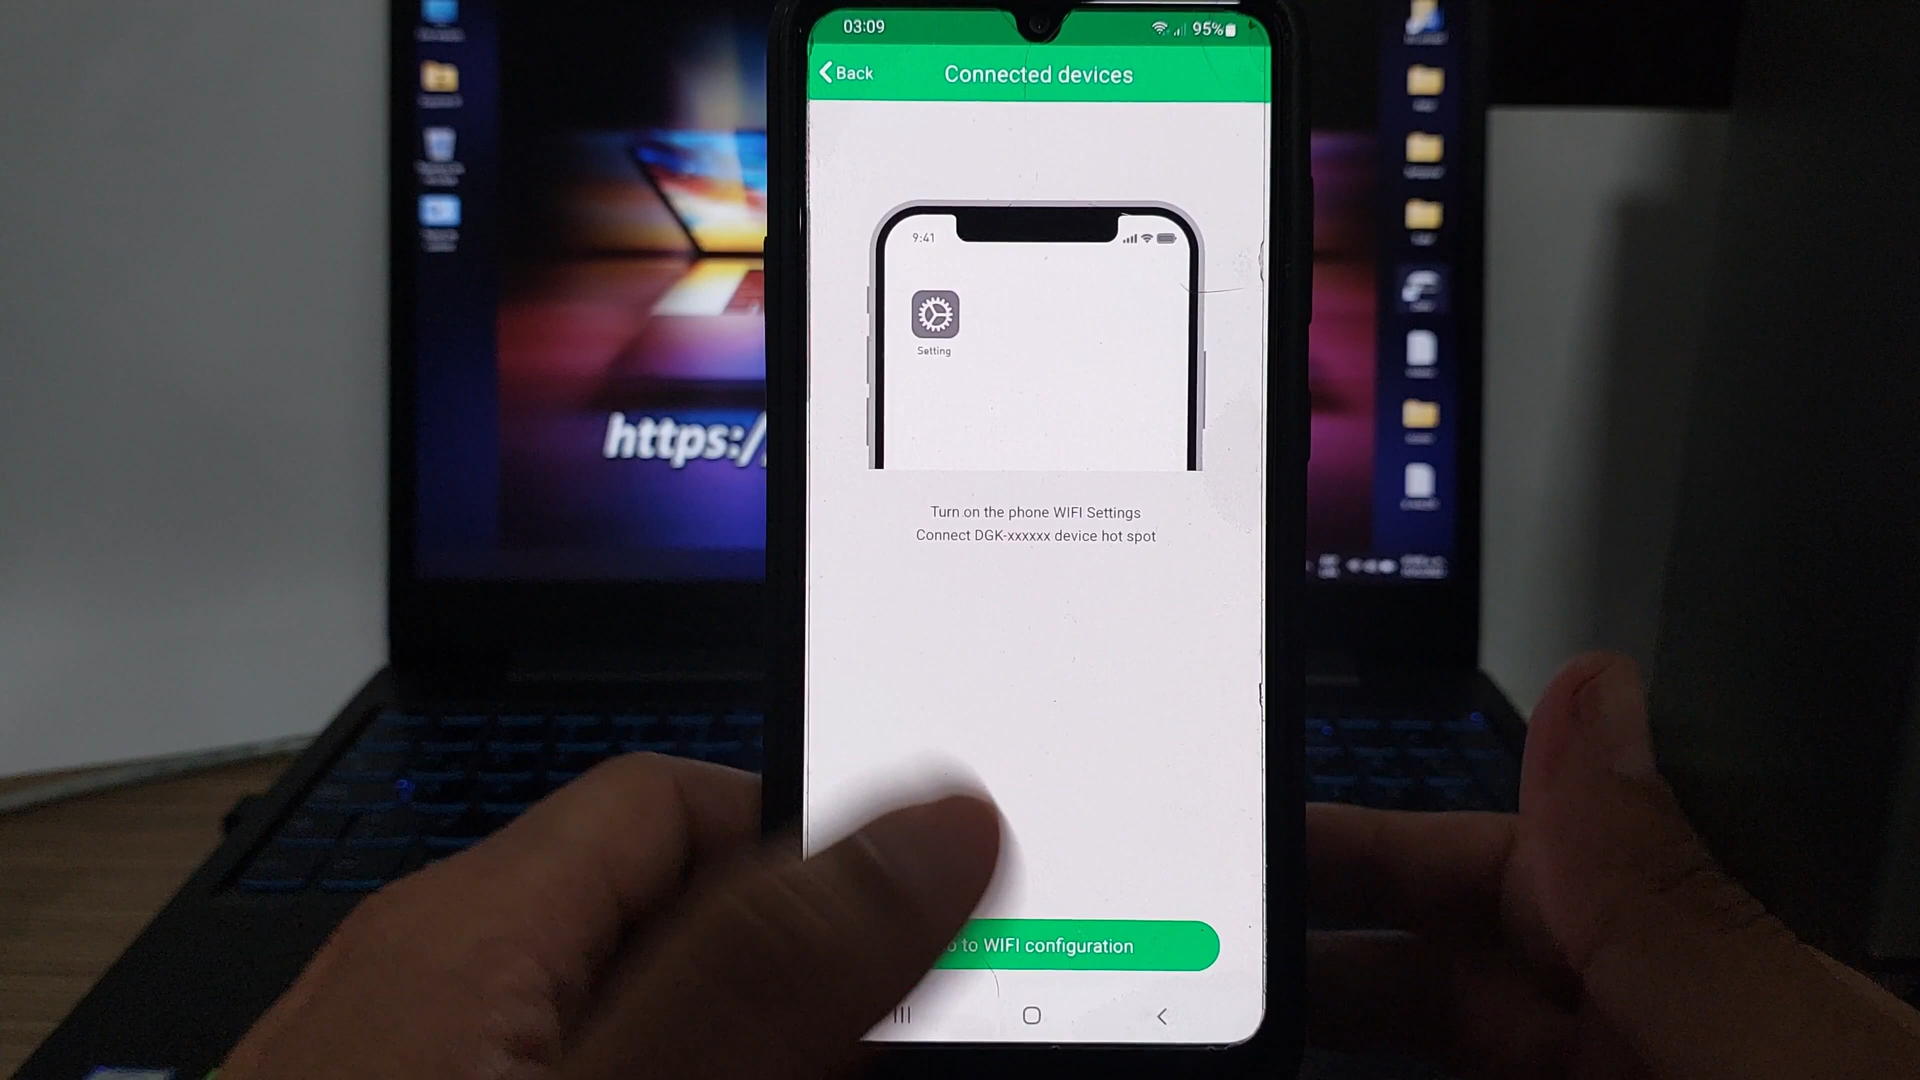 03:09
95%
Back
Connected devices
9:41
Setting
https:/
Turn on the phone WIFI Settings
Connect DGK-xxxxxx device hot spot
to WIFI configuration